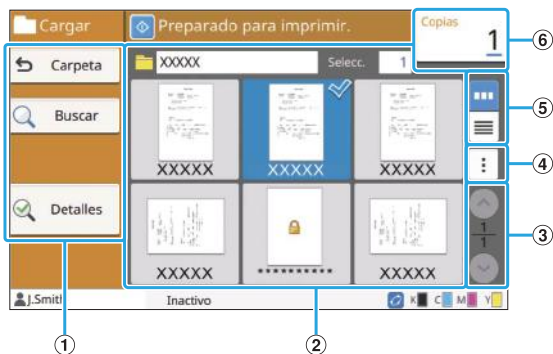 Cargar
Preparado para imprimir.
Copias
1
Carpeta
XXXXX
Selecc.
1
Buscar
XXXXX
XXXXX
XXXXX
Detalles
1
1
XXXXX
**********
XXXXX
J.Smith
Inactivo
K
C
M
Y
1
2
3
4
5
6